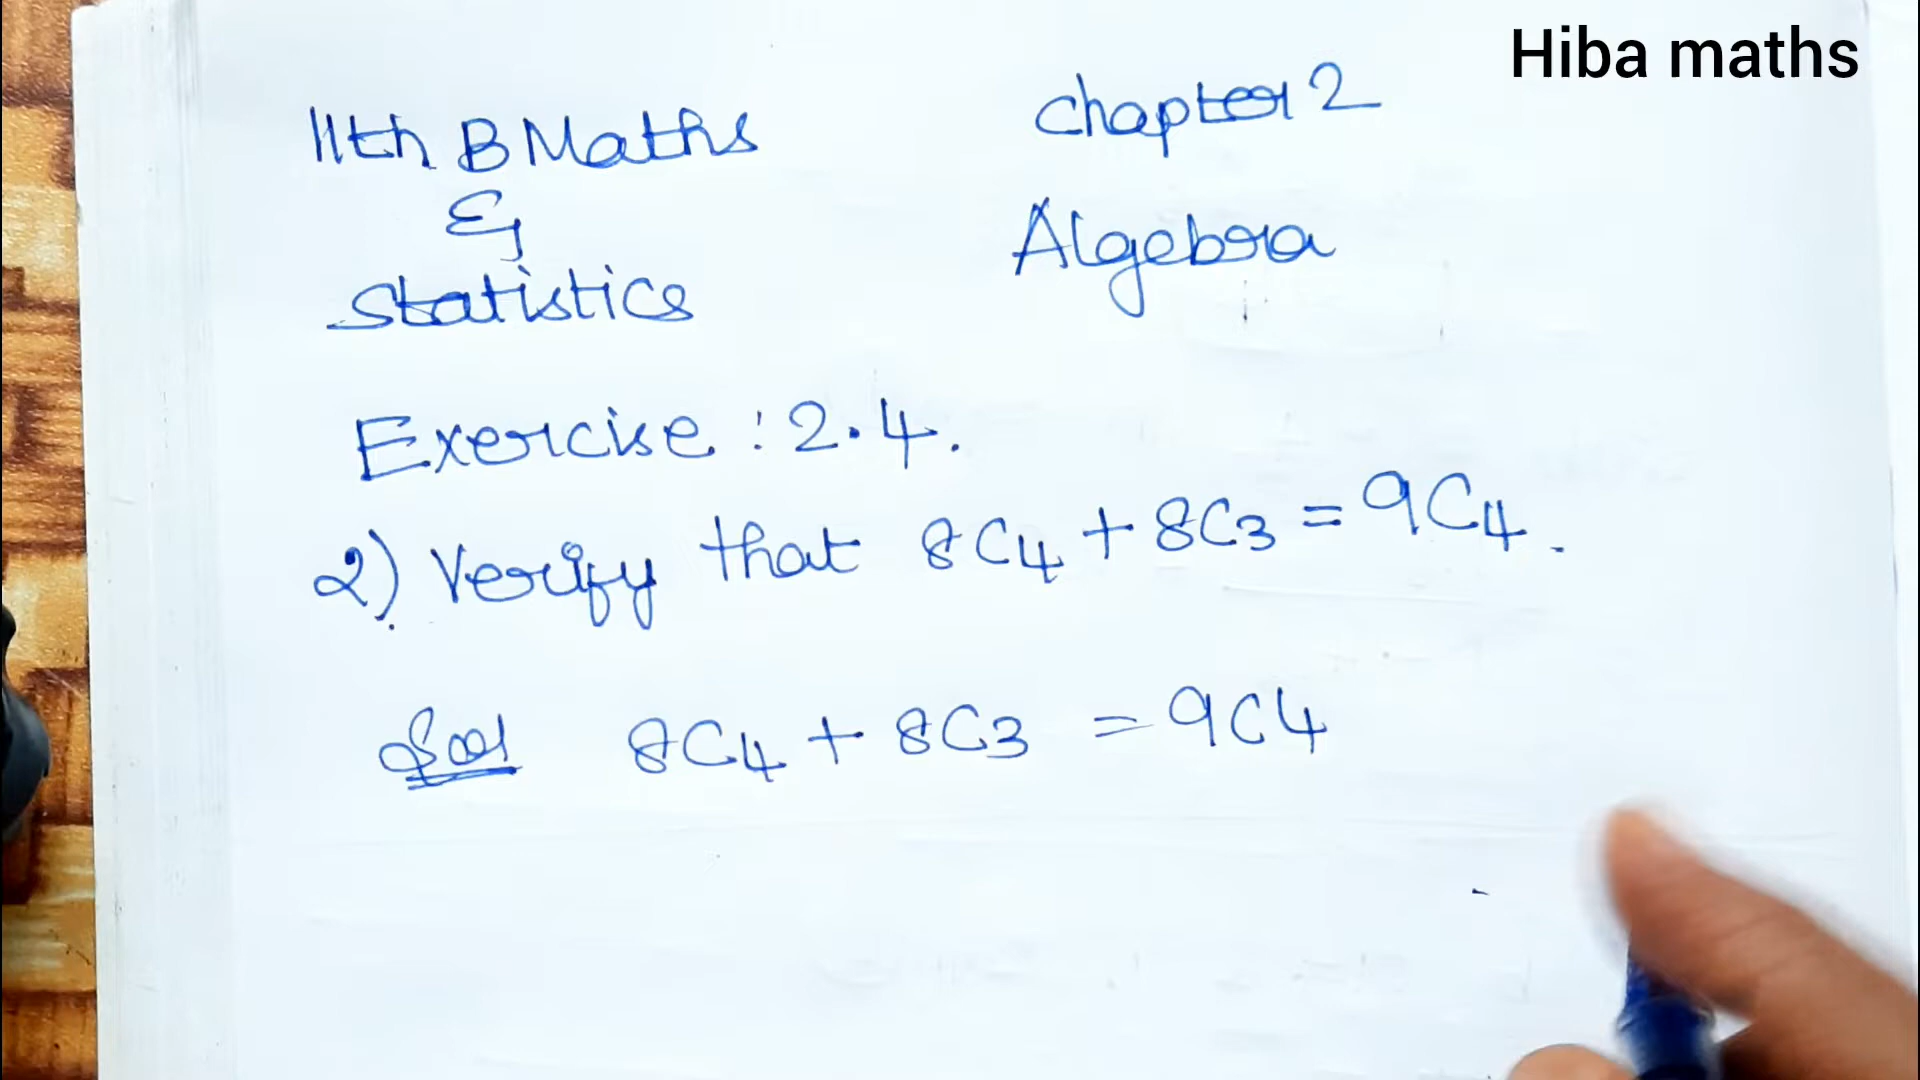 Hiba maths
11th B Maths
&
Statistics
Chapter 2
Algebra
Exercise : 2.4.
2) Verify that 8C4 + 8C3 = 9C4.
Sol 8C4 + 8C3 = 9C4